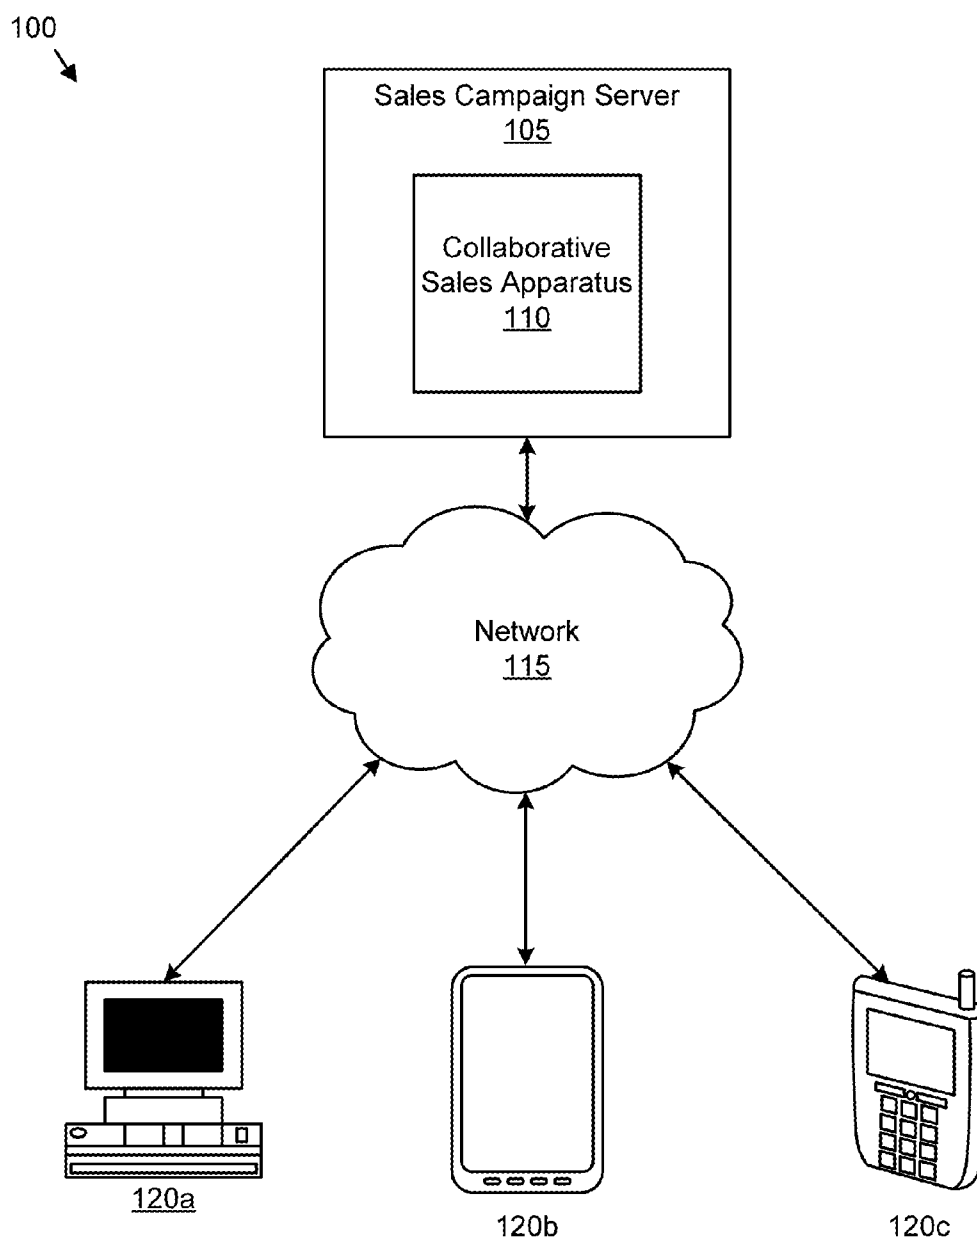 100
Sales Campaign Server
105
Collaborative
Sales Apparatus
110
Network
115
120a
120b
120c